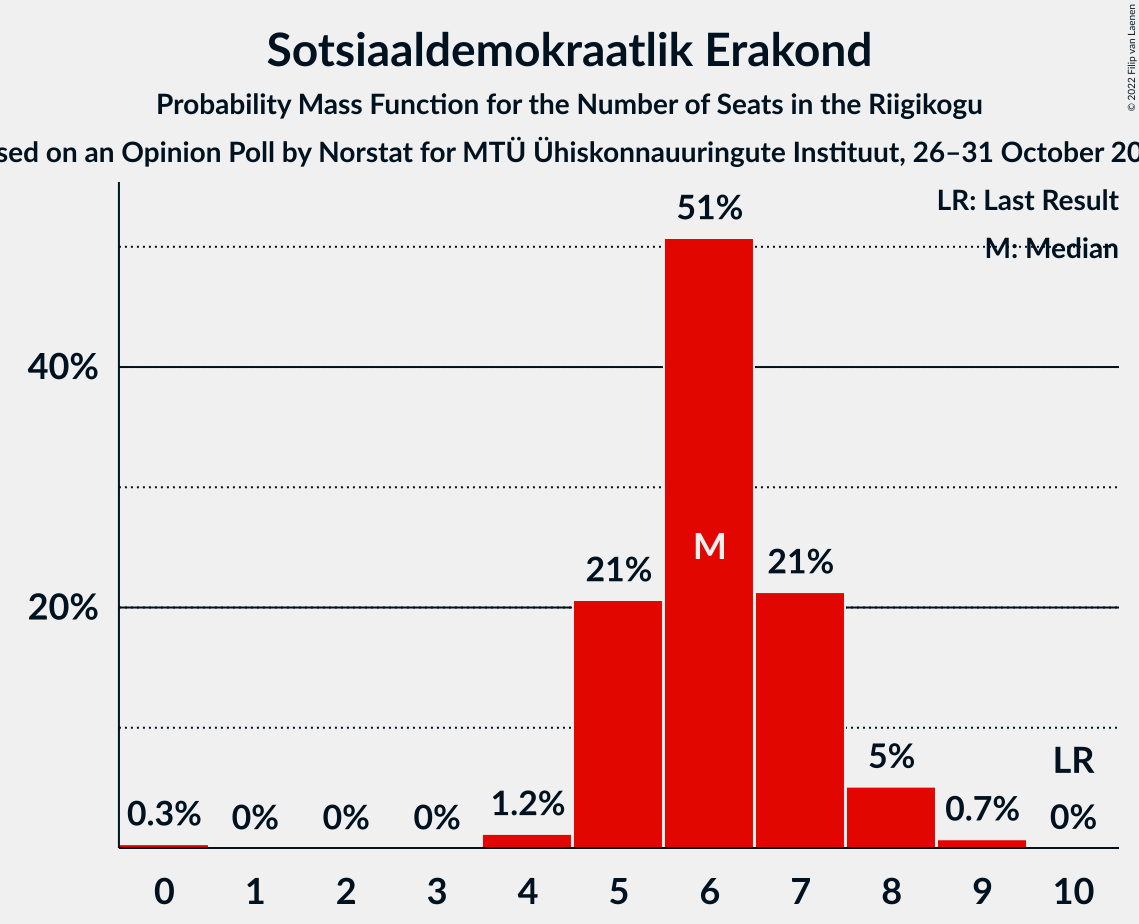 Sotsiaaldemokraatlik Erakond
Probability Mass Function for the Number of Seats in the Riigikogu
on an Opinion Poll by Norstat for MTÜ Ühiskonnauuringute Instituut, 26–31 October
© 2022 Filip van Laenen
LR: Last Result
M: Median
51%
40%
M
21%
21%
20%
5%
LR
0.3%
0%
0%
0%
1.2%
0.7%
0%
0 1 2 3 4 5 6 7 8 9 10